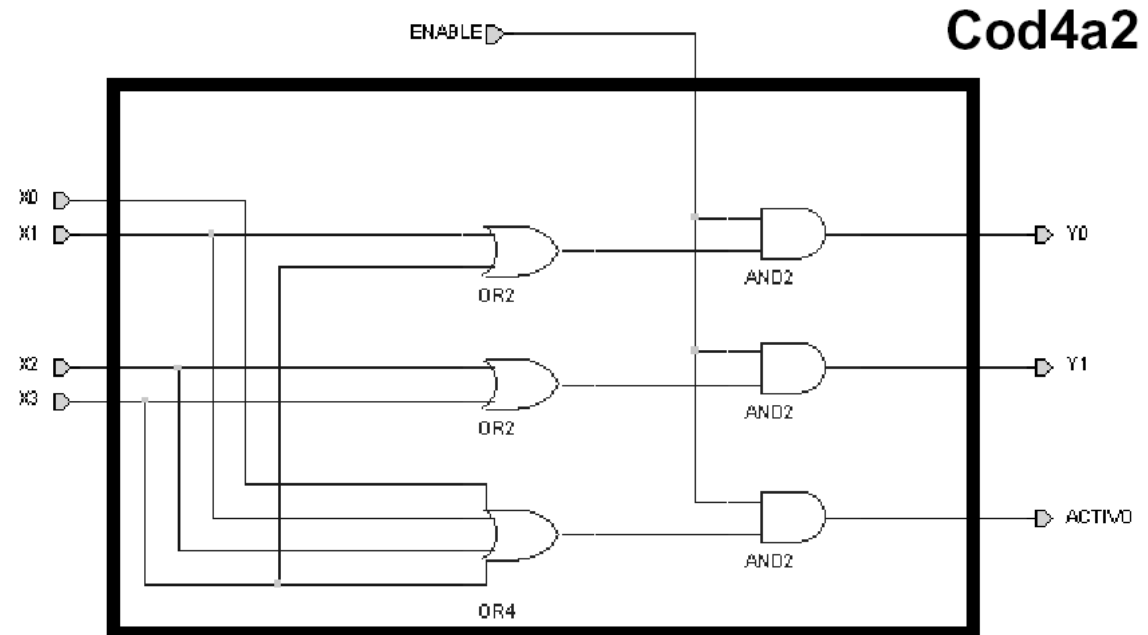 Cod4a2
ENABLE
X0
X1
Y0
OR2
AND2
X2
X3
Y1
OR2
AND2
ACTIVO
AND2
OR4